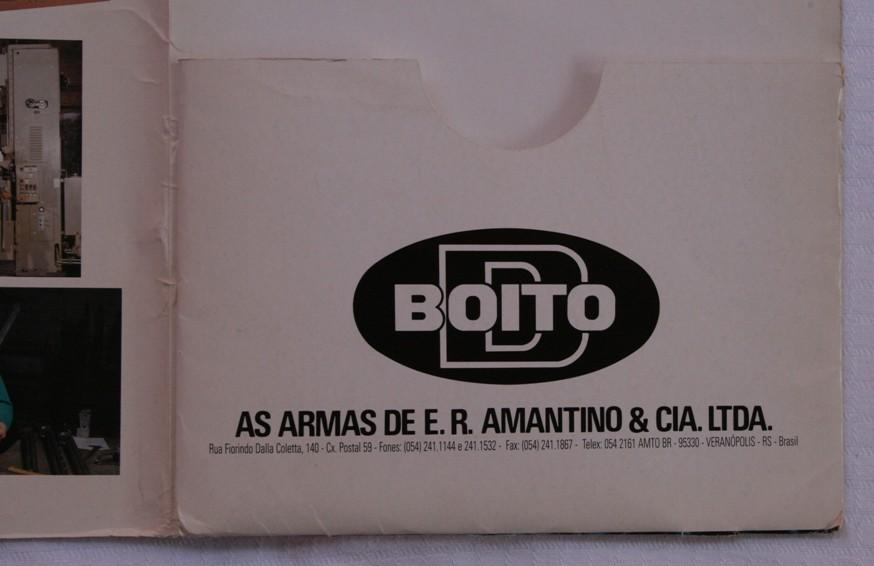 BOITO
AS ARMAS DE E. R. AMANTINO & CIA. LTDA.
Rua Fiorindo Dalla Coletta, 140 - Cx. Postal 59 - Fones: (054) 241.1144 e 241.1532 - Fax: (054) 241.1867 - Telex: 054 2161 AMTO BR - 95330 - VERANÓPOLIS - RS - Brasil